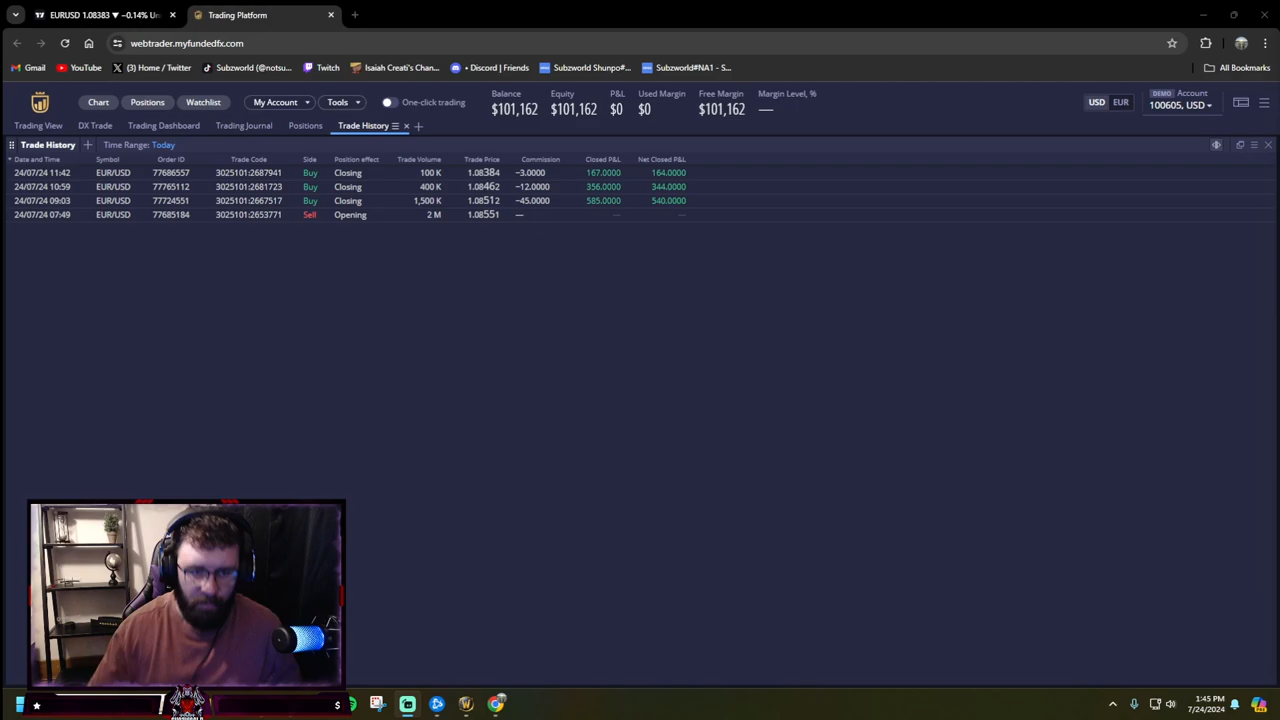 EURUSD 1.08383 ▼ −0.14% Un
Trading Platform
webtrader.myfundedfx.com
Gmail
YouTube
(3) Home / Twitter
TikTok (@notsu...
Twitch
Isaiah Creati's Chan...
• Discord | Friends
Subzworld Shunpo#...
Subzworld#NA1 - S...
All Bookmarks
Chart
Positions
Watchlist
My Account
Tools
One-click trading
Balance
Equity
P&L
Used Margin
Free Margin
Margin Level, %
$101,162
$101,162
$0
$0
$101,162
—
USD
EUR
DEMO Account
100605, USD
Trading View
DX Trade
Trading Dashboard
Trading Journal
Positions
Trade History
Trade History
Time Range: Today
Date and Time Symbol Order ID Trade Code Side Position effect Trade Volume Trade Price Commission Closed P&L Net Closed P&L
24/07/24 11:42 EUR/USD 77686557 3025101:2687941 Buy Closing 100 K 1.08384 −3.0000 167.0000 164.0000
24/07/24 10:59 EUR/USD 77765112 3025101:2681723 Buy Closing 400 K 1.08462 −12.0000 356.0000 344.0000
24/07/24 09:03 EUR/USD 77724551 3025101:2667517 Buy Closing 1,500 K 1.08512 −45.0000 585.0000 540.0000
24/07/24 07:49 EUR/USD 77685184 3025101:2653771 Sell Opening 2 M 1.08551 — — —
$
1:45 PM
7/24/2024